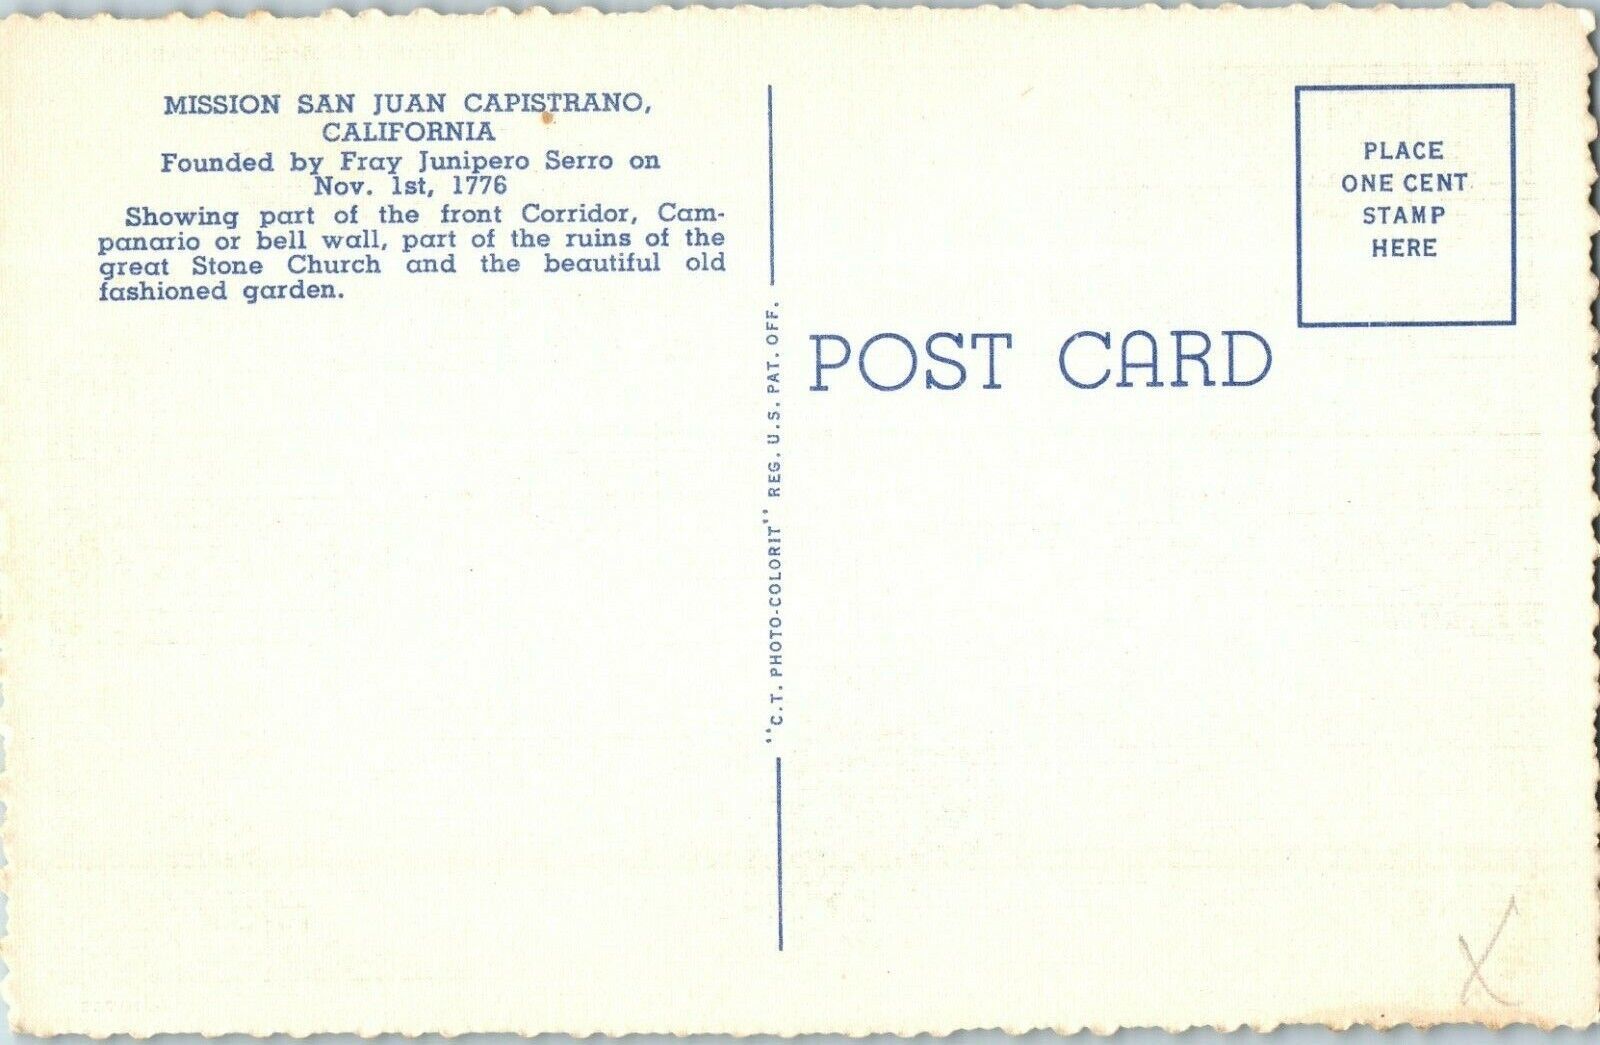 MISSION SAN JUAN CAPISTRANO,
CALIFORNIA
Founded by Fray Junipero Serro on
Nov. 1st, 1776
Showing part of the front Corridor, Cam-
panario or bell wall, part of the ruins of the
great Stone Church and the beautiful old
fashioned garden.
"C.T. PHOTO-COLORIT" REG. U.S. PAT. OFF.
PLACE
ONE CENT
STAMP
HERE
POST CARD
X